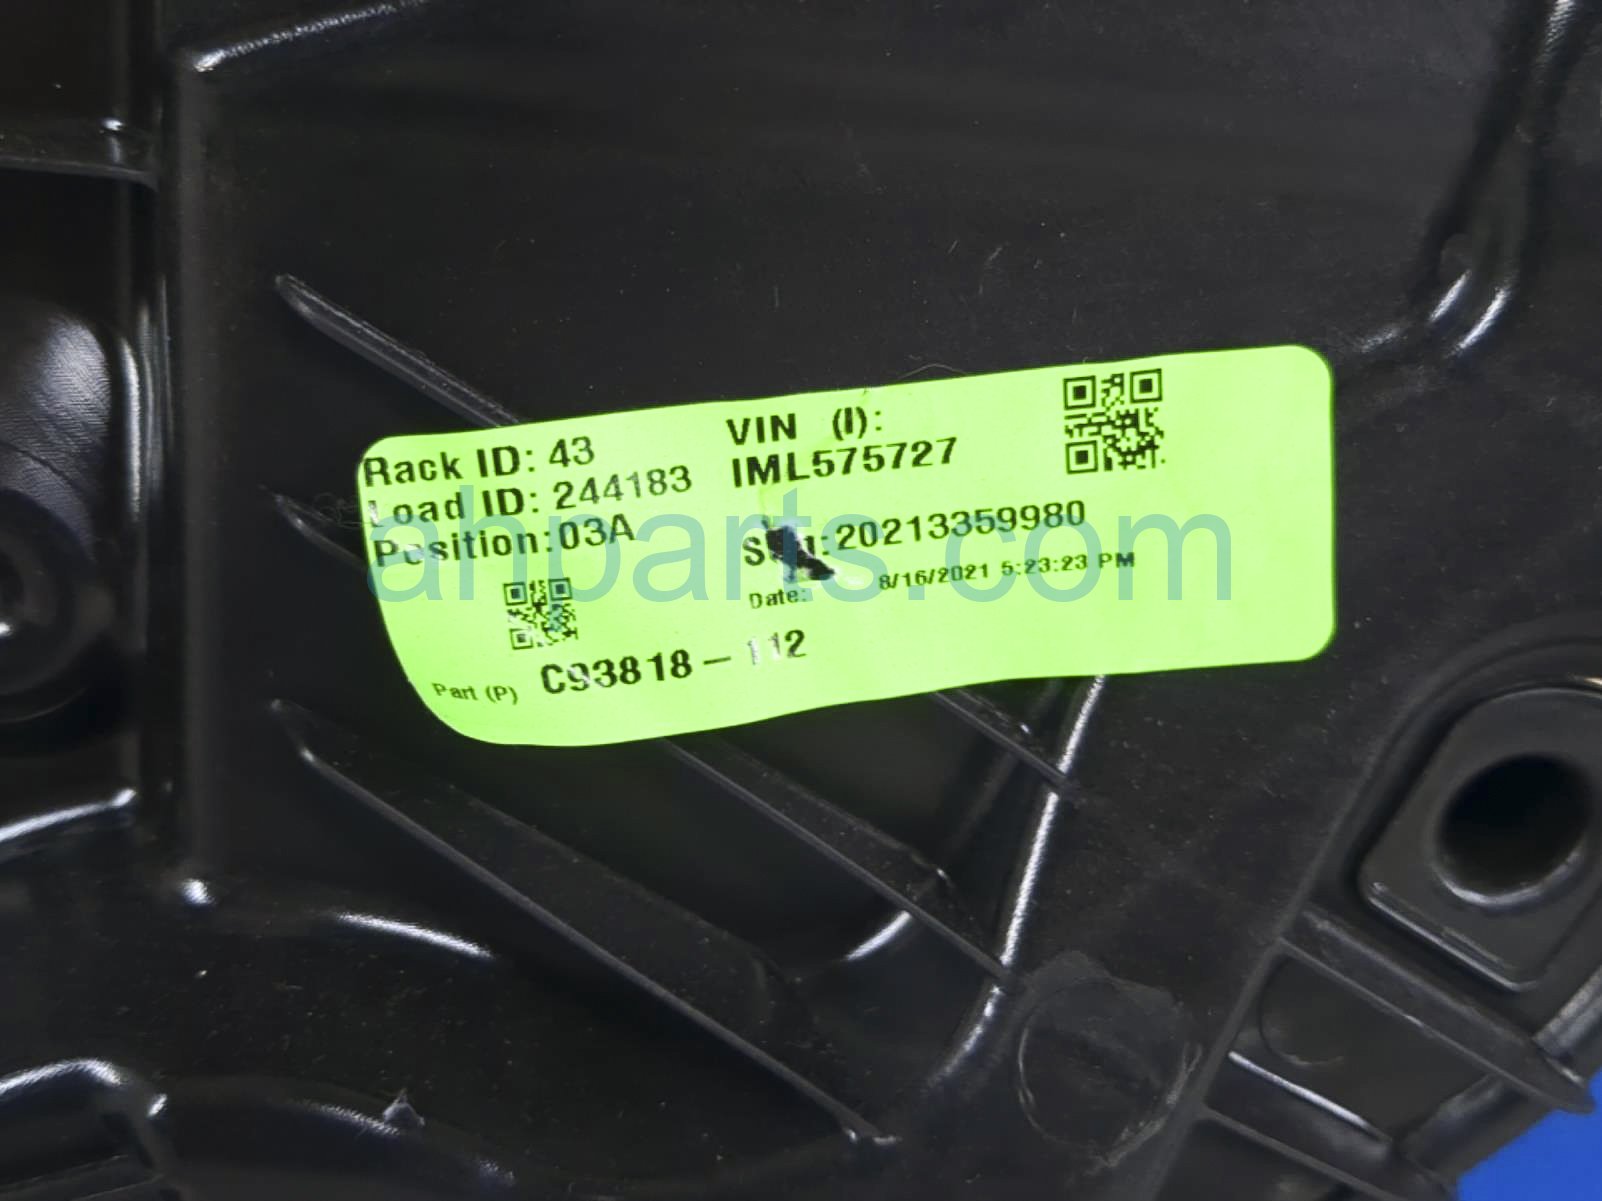 Rack ID: 43
Load ID: 244183
Position:03A
VIN (I):
IML575727
20213359980
Date: 8/16/2021 5:23:23 PM
Part (P) C93818-112
ahparts.com